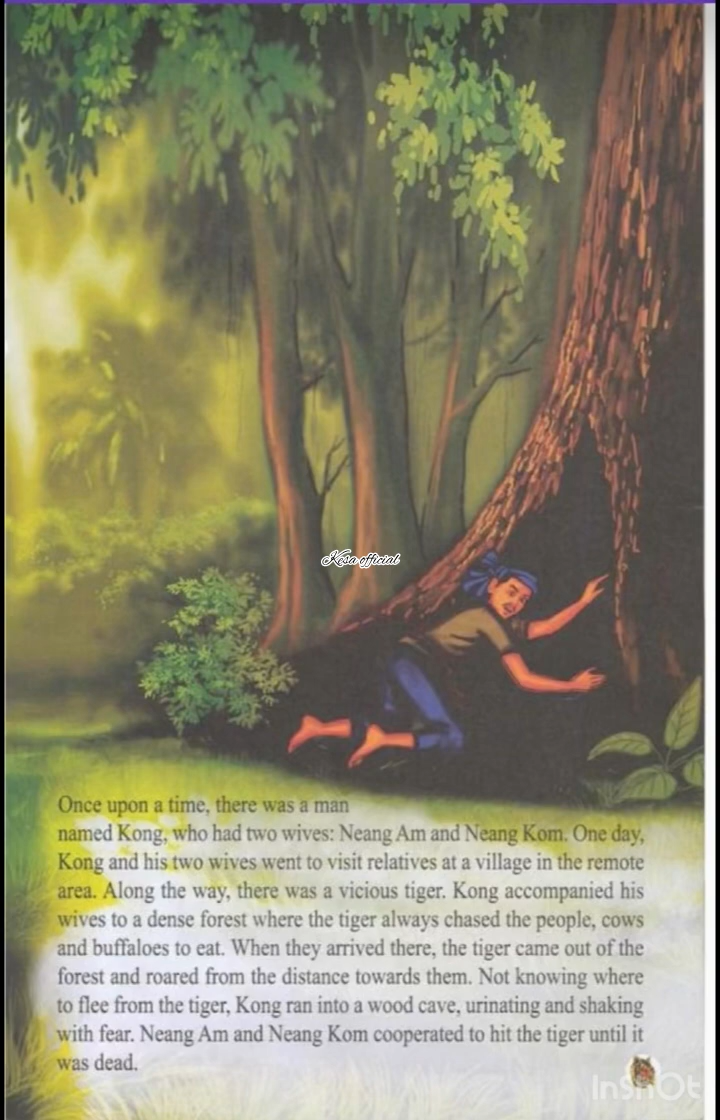 Kesa official
Once upon a time, there was a man
named Kong, who had two wives: Neang Am and Neang Kom. One day,
Kong and his two wives went to visit relatives at a village in the remote
area. Along the way, there was a vicious tiger. Kong accompanied his
wives to a dense forest where the tiger always chased the people, cows
and buffaloes to eat. When they arrived there, the tiger came out of the
forest and roared from the distance towards them. Not knowing where
to flee from the tiger, Kong ran into a wood cave, urinating and shaking
with fear. Neang Am and Neang Kom cooperated to hit the tiger until it
was dead.
InShOt